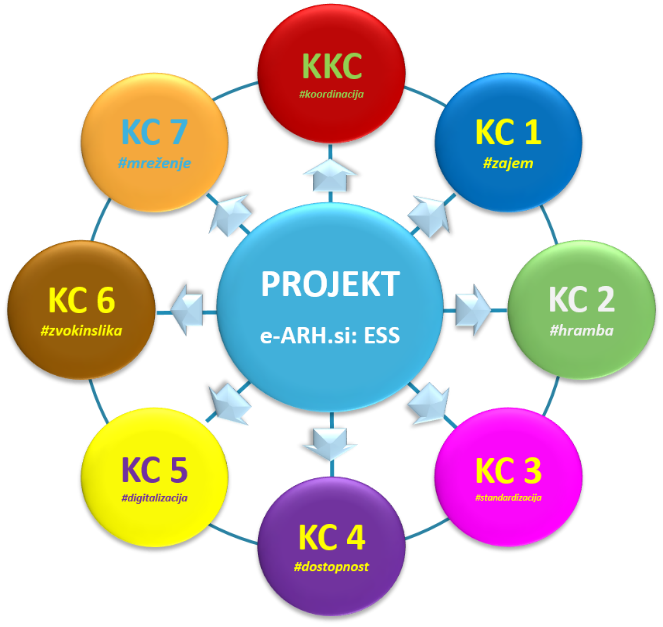 KKC
#koordinacija
KC 1
#zajem
KC 2
#hramba
KC 3
#standardizacija
KC 4
#dostopnost
KC 5
#digitalizacija
KC 6
#zvokinslika
KC 7
#mreženje
PROJEKT
e-ARH.si: ESS